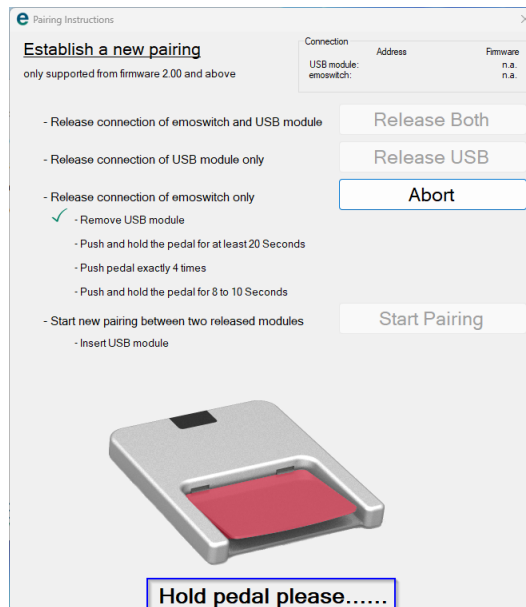 Pairing Instructions
Establish a new pairing
only supported from firmware 2.00 and above
Connection
Address Firmware
USB module: n.a.
emoswitch: n.a.
- Release connection of emoswitch and USB module Release Both
- Release connection of USB module only Release USB
- Release connection of emoswitch only Abort
- Remove USB module
- Push and hold the pedal for at least 20 Seconds
- Push pedal exactly 4 times
- Push and hold the pedal for 8 to 10 Seconds
- Start new pairing between two released modules Start Pairing
- Insert USB module
Hold pedal please......